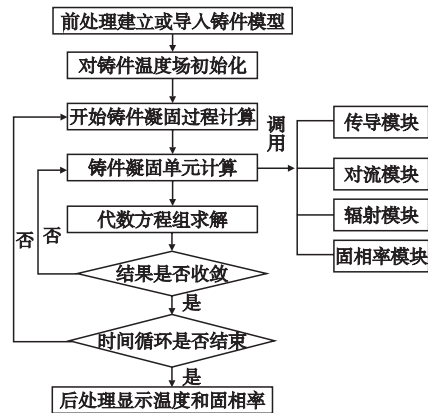 前处理建立或导入铸件模型
对铸件温度场初始化
开始铸件凝固过程计算
调用
传导模块
铸件凝固单元计算
对流模块
代数方程组求解
辐射模块
否
否
结果是否收敛
固相率模块
是
时间循环是否结束
是
后处理显示温度和固相率